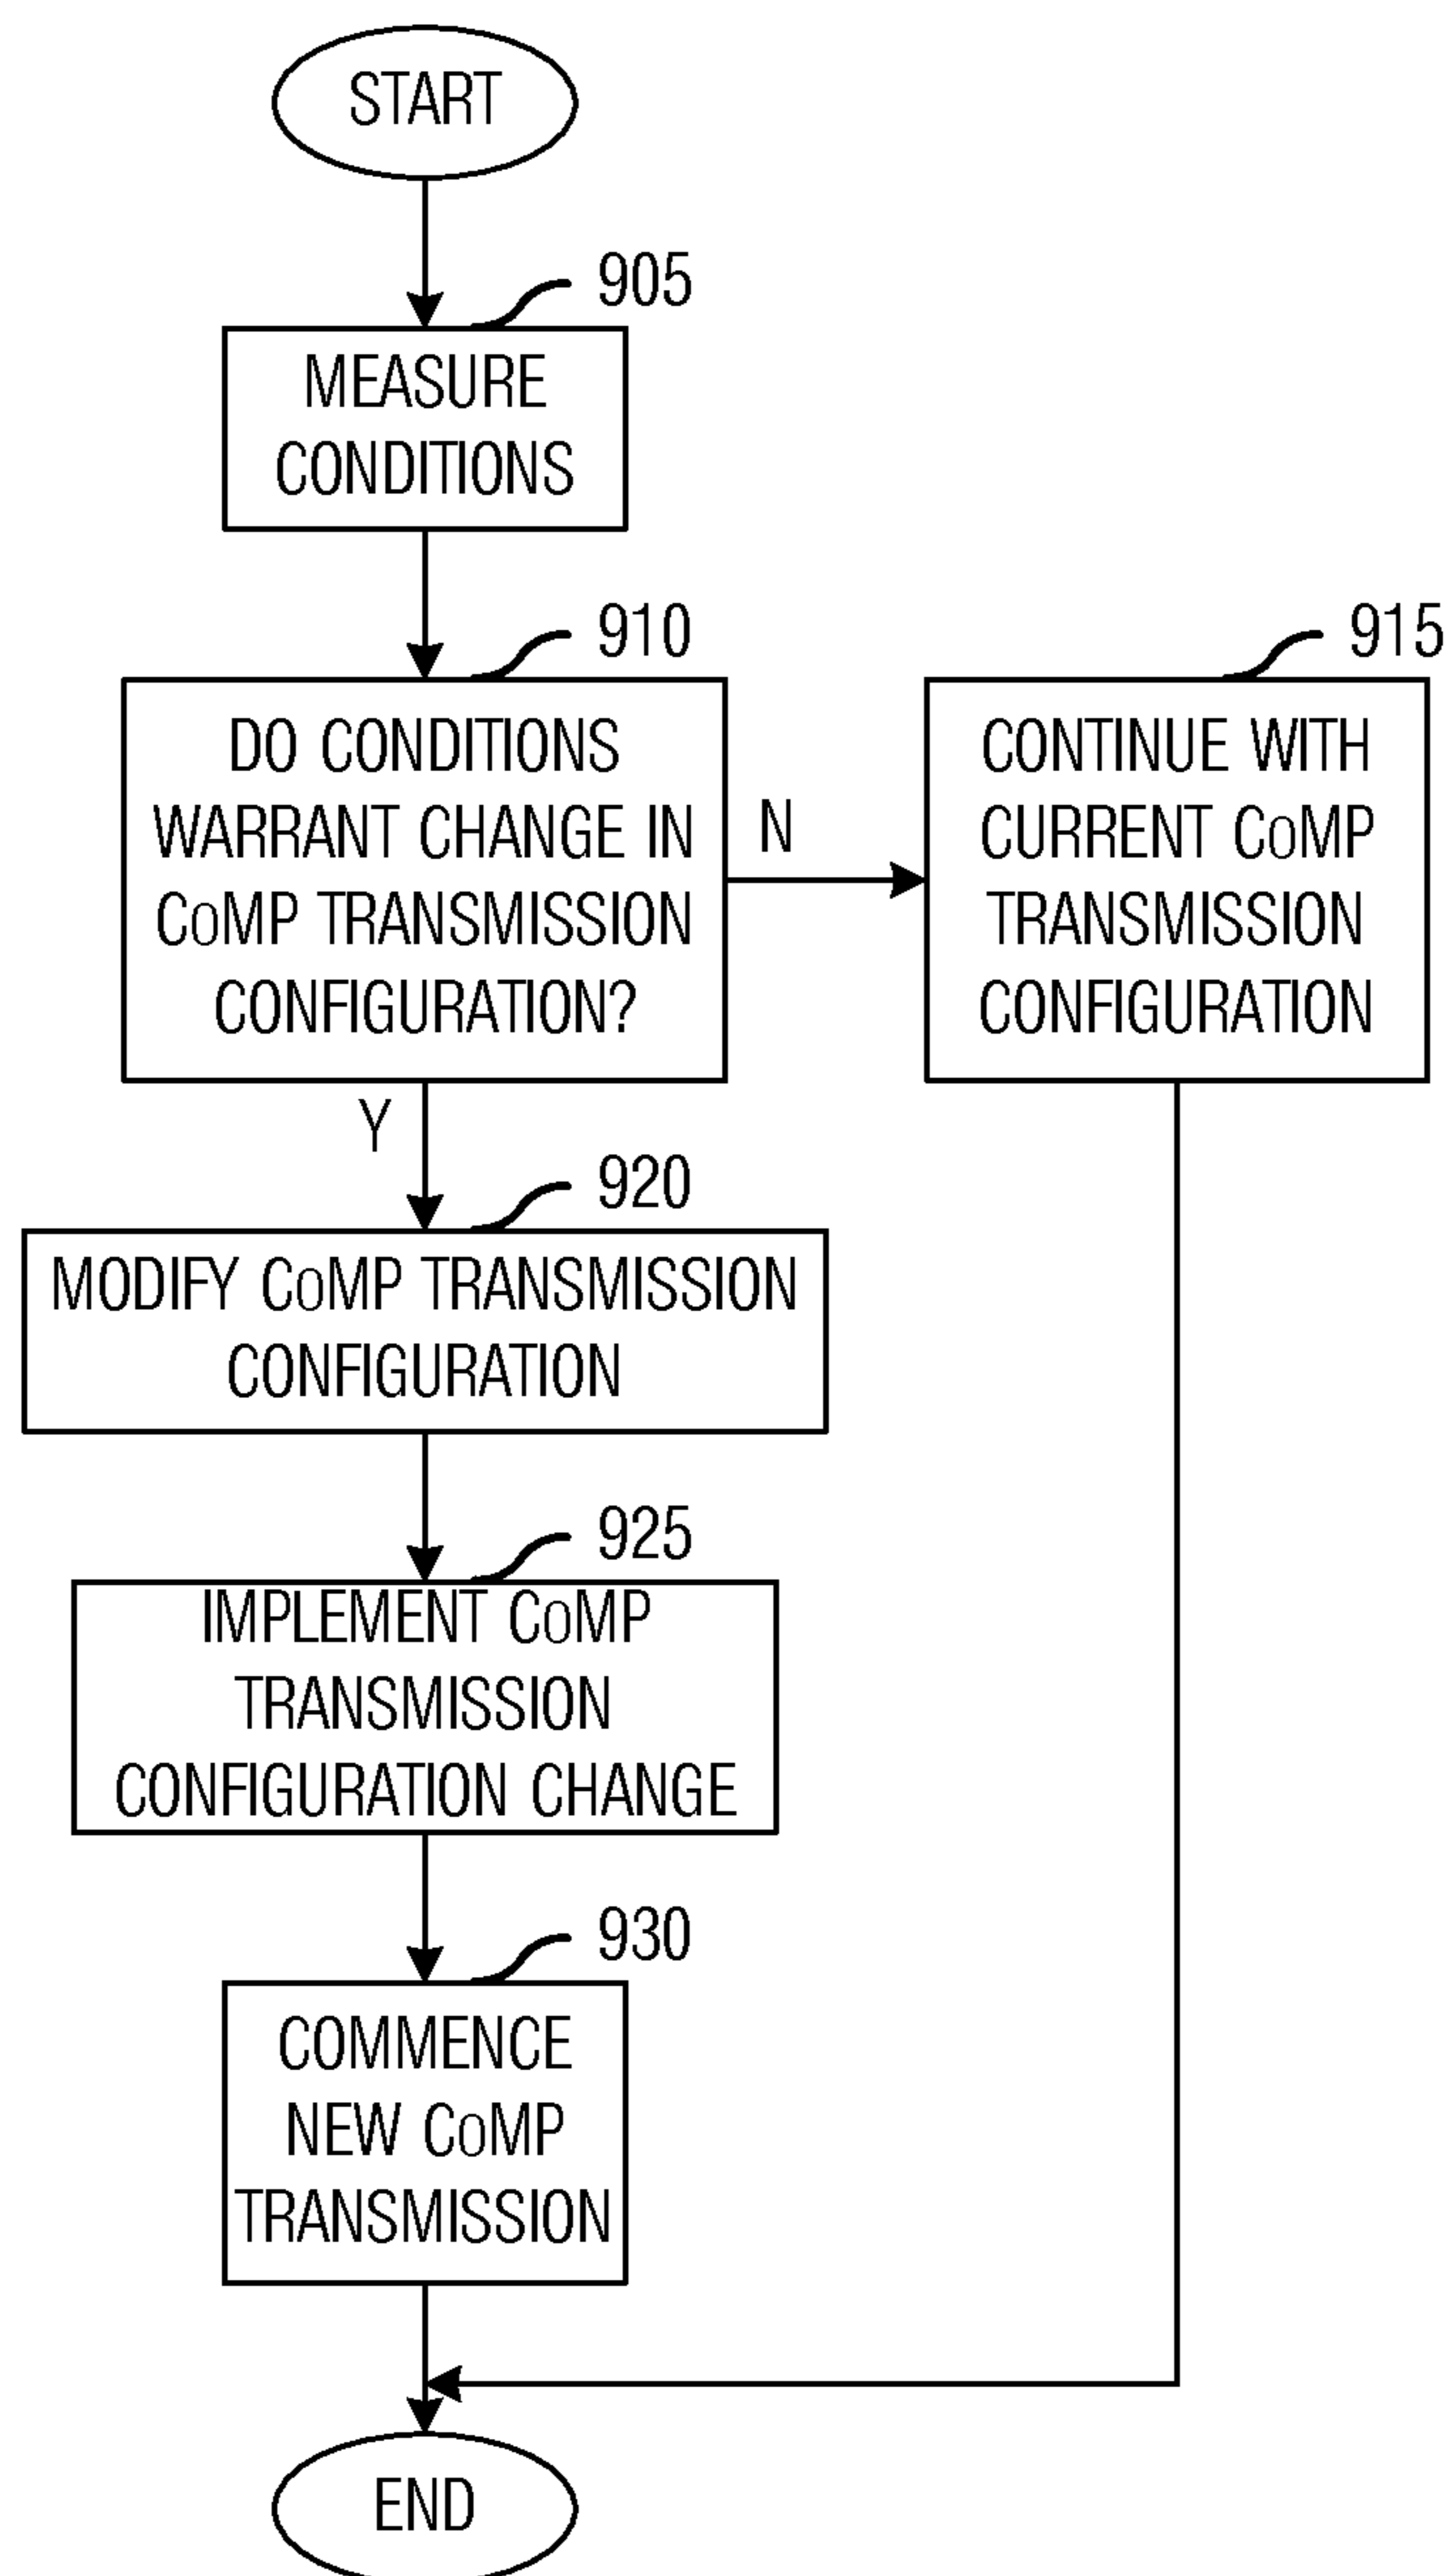 START
905
MEASURE
CONDITIONS
910
DO CONDITIONS
WARRANT CHANGE IN
CoMP TRANSMISSION
CONFIGURATION?
N
915
CONTINUE WITH
CURRENT CoMP
TRANSMISSION
CONFIGURATION
Y
920
MODIFY CoMP TRANSMISSION
CONFIGURATION
925
IMPLEMENT CoMP
TRANSMISSION
CONFIGURATION CHANGE
930
COMMENCE
NEW CoMP
TRANSMISSION
END